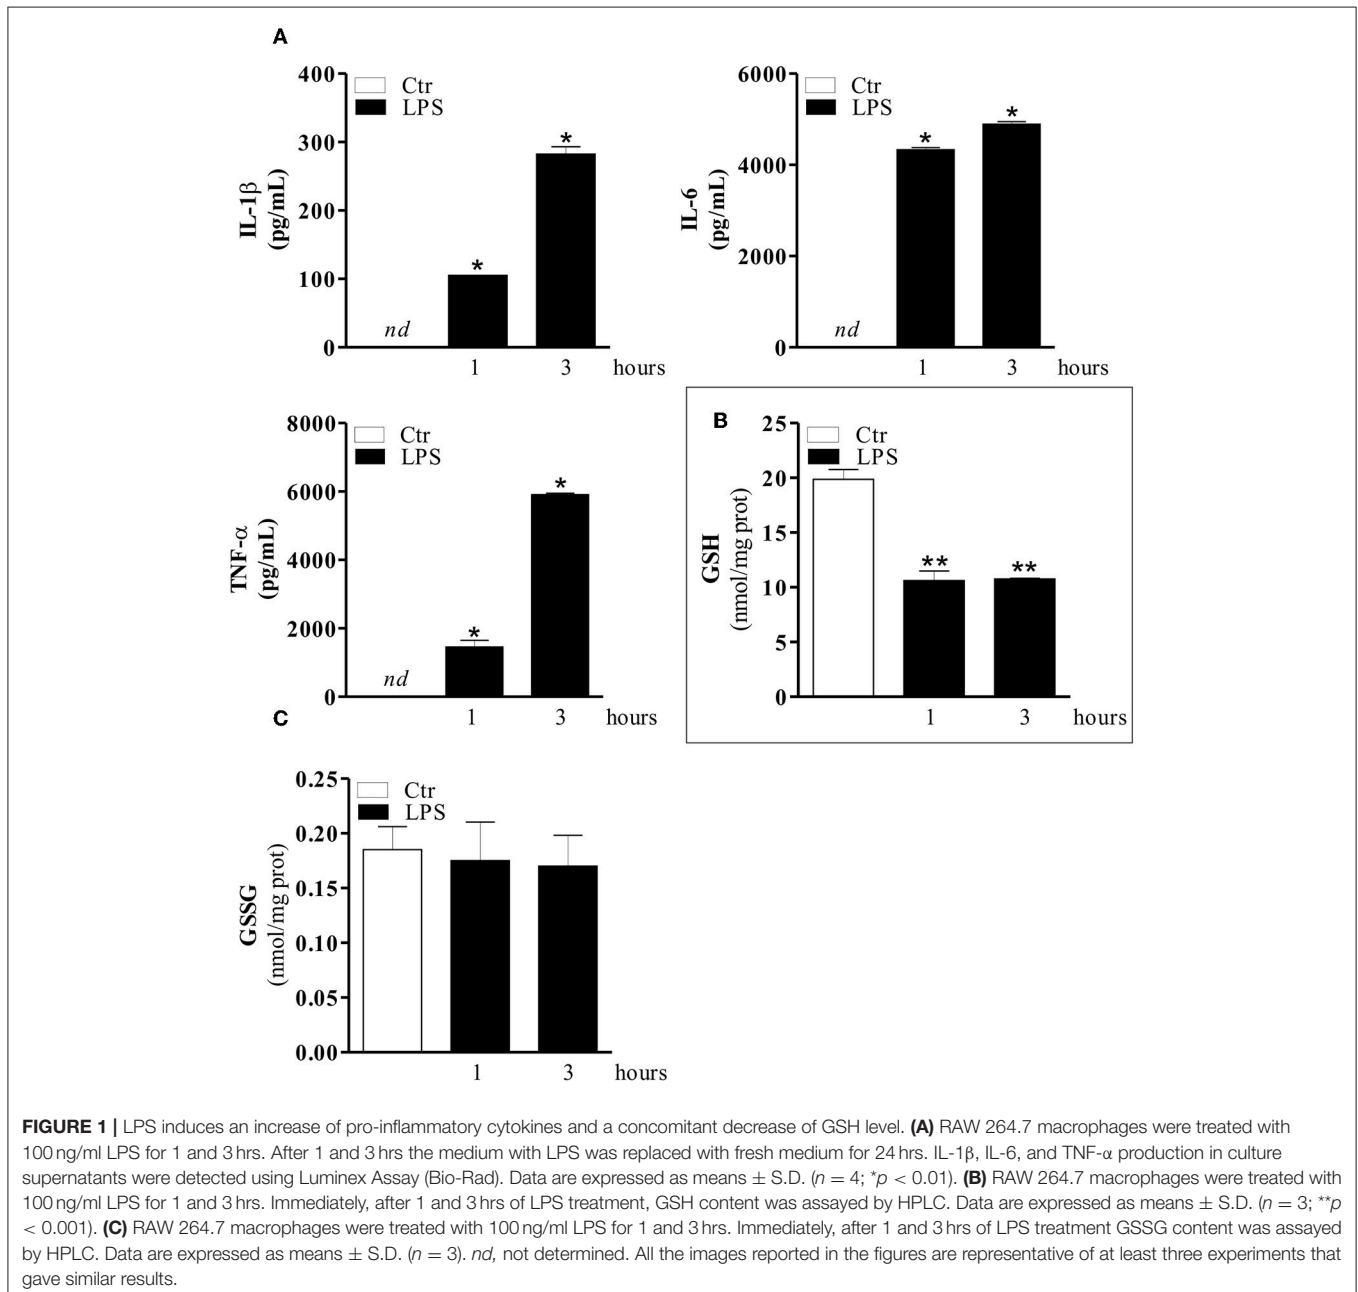 A
400
300
200
100
0
IL-1β
(pg/mL)
Ctr
LPS
*
*
nd
1 3 hours
6000
4000
2000
0
IL-6
(pg/mL)
Ctr
LPS
*
*
nd
1 3 hours
8000
6000
4000
2000
0
TNF-α
(pg/mL)
Ctr
LPS
*
*
nd
1 3 hours
B
25
20
15
10
5
0
GSH
(nmol/mg prot)
Ctr
LPS
**
**
1 3 hours
C
0.25
0.20
0.15
0.10
0.05
0.00
GSSG
(nmol/mg prot)
Ctr
LPS
1 3 hours
FIGURE 1 | LPS induces an increase of pro-inflammatory cytokines and a concomitant decrease of GSH level. (A) RAW 264.7 macrophages were treated with
100 ng/ml LPS for 1 and 3 hrs. After 1 and 3 hrs the medium with LPS was replaced with fresh medium for 24 hrs. IL-1β, IL-6, and TNF-α production in culture
supernatants were detected using Luminex Assay (Bio-Rad). Data are expressed as means ± S.D. (n = 4; *p < 0.01). (B) RAW 264.7 macrophages were treated with
100 ng/ml LPS for 1 and 3 hrs. Immediately, after 1 and 3 hrs of LPS treatment, GSH content was assayed by HPLC. Data are expressed as means ± S.D. (n = 3; **p
< 0.001). (C) RAW 264.7 macrophages were treated with 100 ng/ml LPS for 1 and 3 hrs. Immediately, after 1 and 3 hrs of LPS treatment GSSG content was assayed
by HPLC. Data are expressed as means ± S.D. (n = 3). nd, not determined. All the images reported in the figures are representative of at least three experiments that
gave similar results.